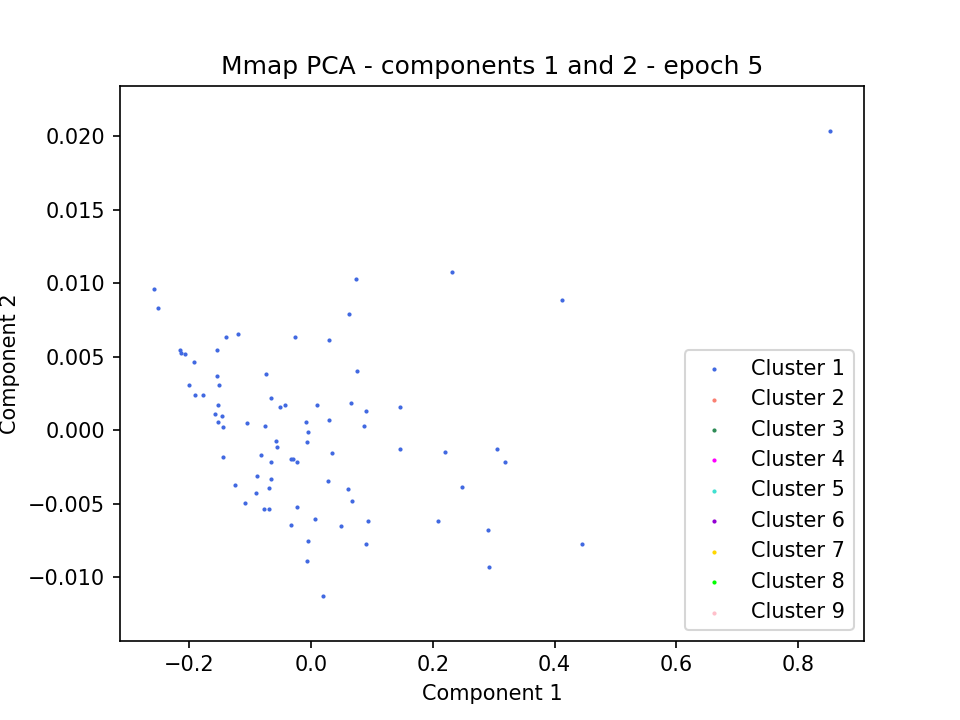 Mmap PCA - components 1 and 2 - epoch 5
0.020
0.015
0.010
0.005
0.000
−0.005
−0.010
Component 2
Cluster 1
Cluster 2
Cluster 3
Cluster 4
Cluster 5
Cluster 6
Cluster 7
Cluster 8
Cluster 9
−0.2 0.0 0.2 0.4 0.6 0.8
Component 1